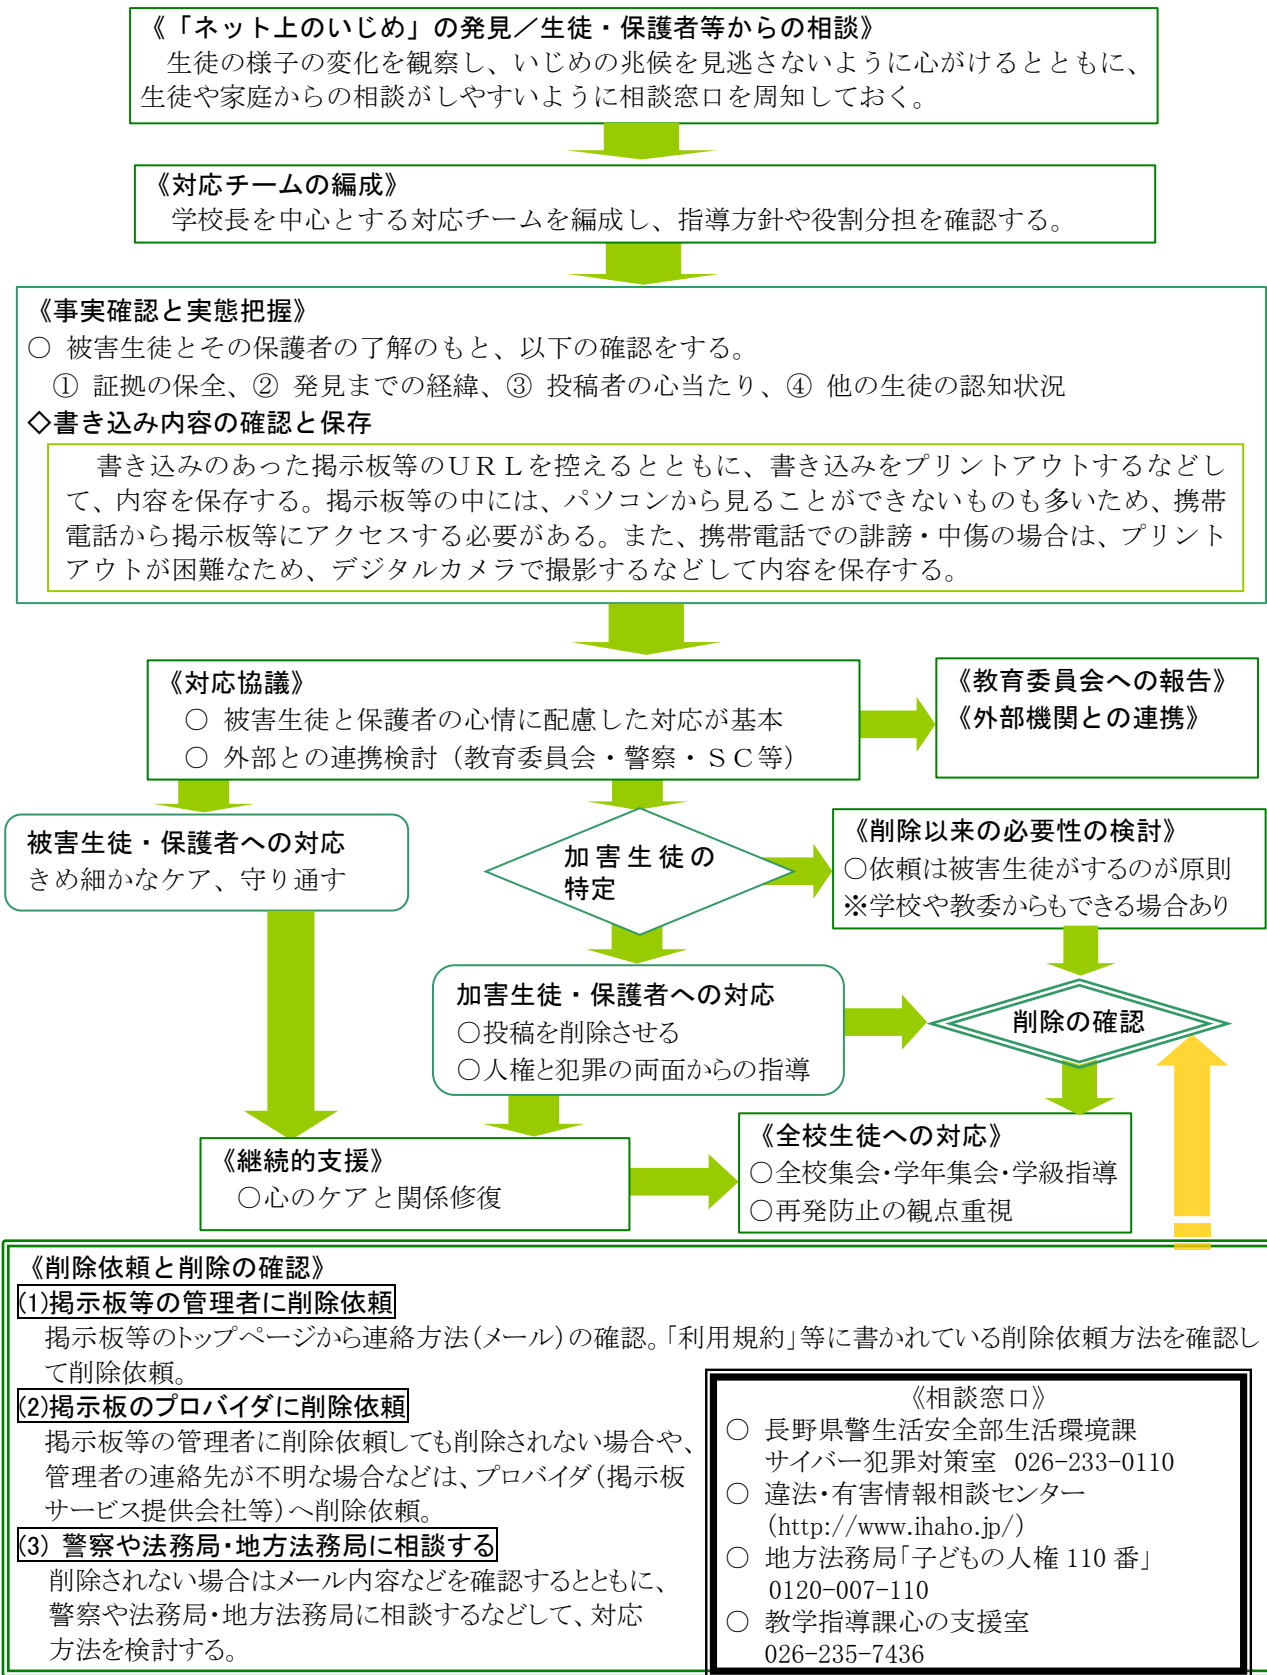 《「ネット上のいじめ」の発見／生徒・保護者等からの相談》
生徒の様子の変化を観察し、いじめの兆候を見逃さないように心がけるとともに、
生徒や家庭からの相談がしやすいように相談窓口を周知しておく。
《対応チームの編成》
学校長を中心とする対応チームを編成し、指導方針や役割分担を確認する。
《事実確認と実態把握》
○ 被害生徒とその保護者の了解のもと、以下の確認をする。
① 証拠の保全、② 発見までの経緯、③ 投稿者の心当たり、④ 他の生徒の認知状況
◇書き込み内容の確認と保存
書き込みのあった掲示板等のＵＲＬを控えるとともに、書き込みをプリントアウトするなどし
て、内容を保存する。掲示板等の中には、パソコンから見ることができないものも多いため、携帯
電話から掲示板等にアクセスする必要がある。また、携帯電話での誹謗・中傷の場合は、プリント
アウトが困難なため、デジタルカメラで撮影するなどして内容を保存する。
《対応協議》
○ 被害生徒と保護者の心情に配慮した対応が基本
○ 外部との連携検討（教育委員会・警察・ＳＣ等）
《教育委員会への報告》
《外部機関との連携》
被害生徒・保護者への対応
きめ細かなケア、守り通す
加害生徒の
特定
《削除以来の必要性の検討》
○依頼は被害生徒がするのが原則
※学校や教委からもできる場合あり
加害生徒・保護者への対応
○投稿を削除させる
○人権と犯罪の両面からの指導
削除の確認
《継続的支援》
○心のケアと関係修復
《全校生徒への対応》
○全校集会・学年集会・学級指導
○再発防止の観点重視
《削除依頼と削除の確認》
(1)掲示板等の管理者に削除依頼
掲示板等のトップページから連絡方法（メール）の確認。「利用規約」等に書かれている削除依頼方法を確認し
て削除依頼。
(2)掲示板のプロバイダに削除依頼
掲示板等の管理者に削除依頼しても削除されない場合や、
管理者の連絡先が不明な場合などは、プロバイダ（掲示板
サービス提供会社等）へ削除依頼。
(3) 警察や法務局・地方法務局に相談する
削除されない場合はメール内容などを確認するとともに、
警察や法務局・地方法務局に相談するなどして、対応
方法を検討する。
《相談窓口》
○ 長野県警生活安全部生活環境課
サイバー犯罪対策室 026-233-0110
○ 違法・有害情報相談センター
(http://www.ihaho.jp/)
○ 地方法務局「子どもの人権 110 番」
0120-007-110
○ 教学指導課心の支援室
026-235-7436